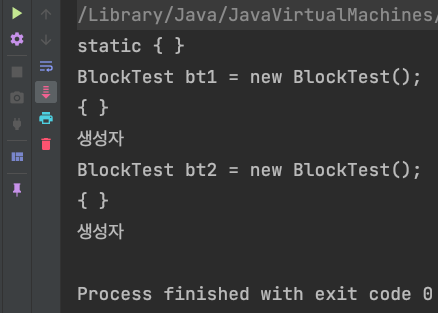 /Library/Java/JavaVirtualMachines/
static { }
BlockTest bt1 = new BlockTest();
{ }
생성자
BlockTest bt2 = new BlockTest();
{ }
생성자
Process finished with exit code 0